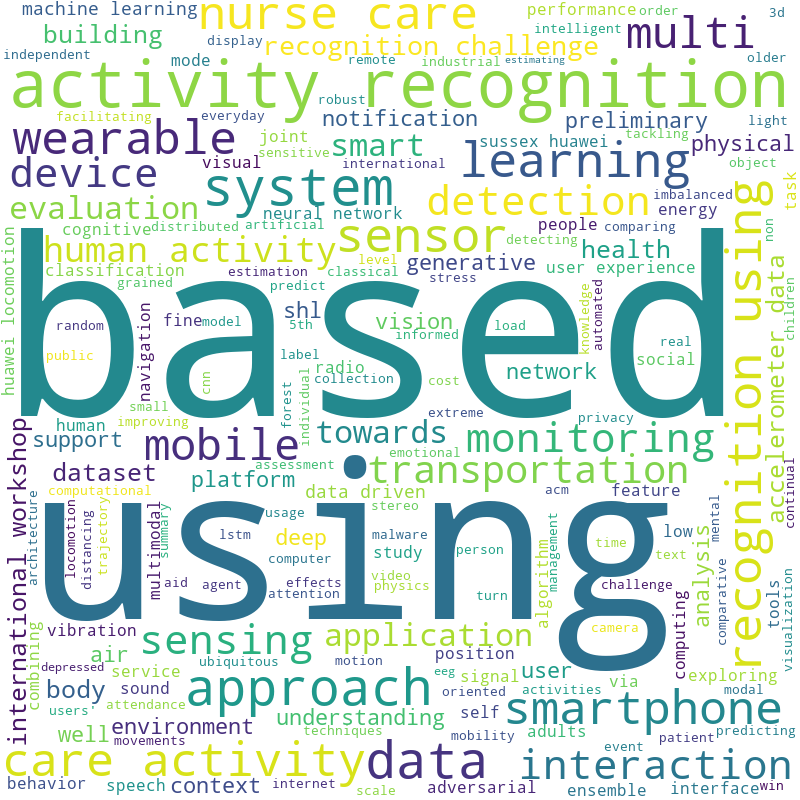 machine learning
nurse care
performance
order
3d
building
display
recognition challenge
intelligent
multi
independent
mode
remote
industrial
estimating
older
activity recognition
facilitating
everyday
robust
notification
preliminary
light
wearable
joint
smart
sussex huawei
tackling
physical
sensitive
visual
international
learning
object
device
system
detection
imbalanced
energy
task
evaluation
neural network
cognitive
distributed
artificial
people
comparing
non
human activity
sensor
detecting
health
level
generative
user experience
classification
estimation
classical
stress
grained
predict
huawei locomotion
recognition using
accelerometer data
children
based
navigation
shl
fine
model
5th
vision
informed
load
knowledge
automated
random
real
public
label
radio
social
cnn
collection
cost
network
small
forest
individual
extreme
privacy
human
improving
support
mobile
towards
monitoring
emotional
international workshop
dataset
assessment
transportation
platform
continual
computational
data driven
feature
acm
usage
stereo
mental
architecture
locomotion
distancing
trajectory
multimodal
summary
lstm
deep
malware
low
analysis
using
computer
study
person
algorithm
management
time
text
video
aid
agent
effects
attention
physics
turn
challenge
comparative
tools
visualization
camera
vibration
sensing
application
position
computing
combining
air
ubiquitous
motion
eeg
signal
user
via
exploring
depressed
service
body
sound
approach
oriented
activities
modal
users'
attendance
understanding
self
smartphone
predicting
well
movements
environment
techniques
mobility
adults
event
patient
care activity
data
interaction
behavior
speech
context
internet
scale
adversarial
ensemble
interface
win